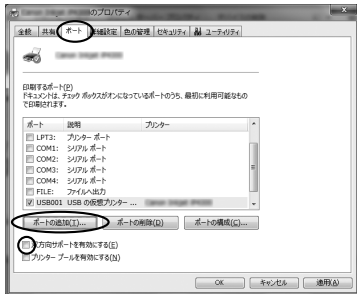 のプロパティ
全般 共有 ポート 詳細設定 色の管理 セキュリティ ユーティリティ
印刷するポート(P)
ドキュメントは、チェック ボックスがオンになっているポートのうち、最初に利用可能なもの
で印刷されます。
ポート 説明 プリンター
LPT3: プリンター ポート
COM1: シリアル ポート
COM2: シリアル ポート
COM3: シリアル ポート
COM4: シリアル ポート
FILE: ファイルへ出力
USB001 USB の仮想プリンター ...
ポートの追加(T)... ポートの削除(D) ポートの構成(C)...
双方向サポートを有効にする(E)
プリンター プールを有効にする(N)
OK キャンセル 適用(A)